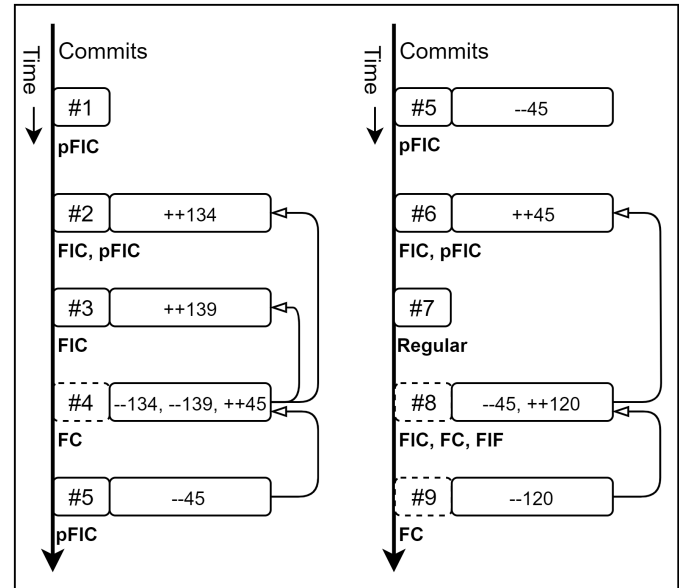 Time
Commits
#1
pFIC
#2
++134
FIC, pFIC
#3
++139
FIC
#4
--134, --139, ++45
FC
#5
--45
pFIC
Time
Commits
#5
--45
pFIC
#6
++45
FIC, pFIC
#7
Regular
#8
--45, ++120
FIC, FC, FIF
#9
--120
FC